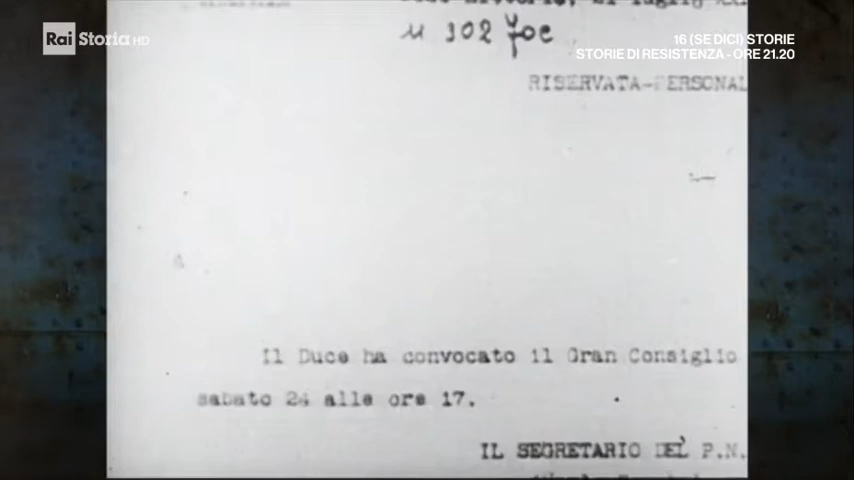 Rai Storia HD
16 (SE DICI) STORIE
STORIE DI RESISTENZA - ORE 21.20
302
RISERVATA-PERSONAL
Il Duce ha convocato il Gran Consiglio
sabato 24 alle ore 17.
IL SEGRETARIO DEL P.N.